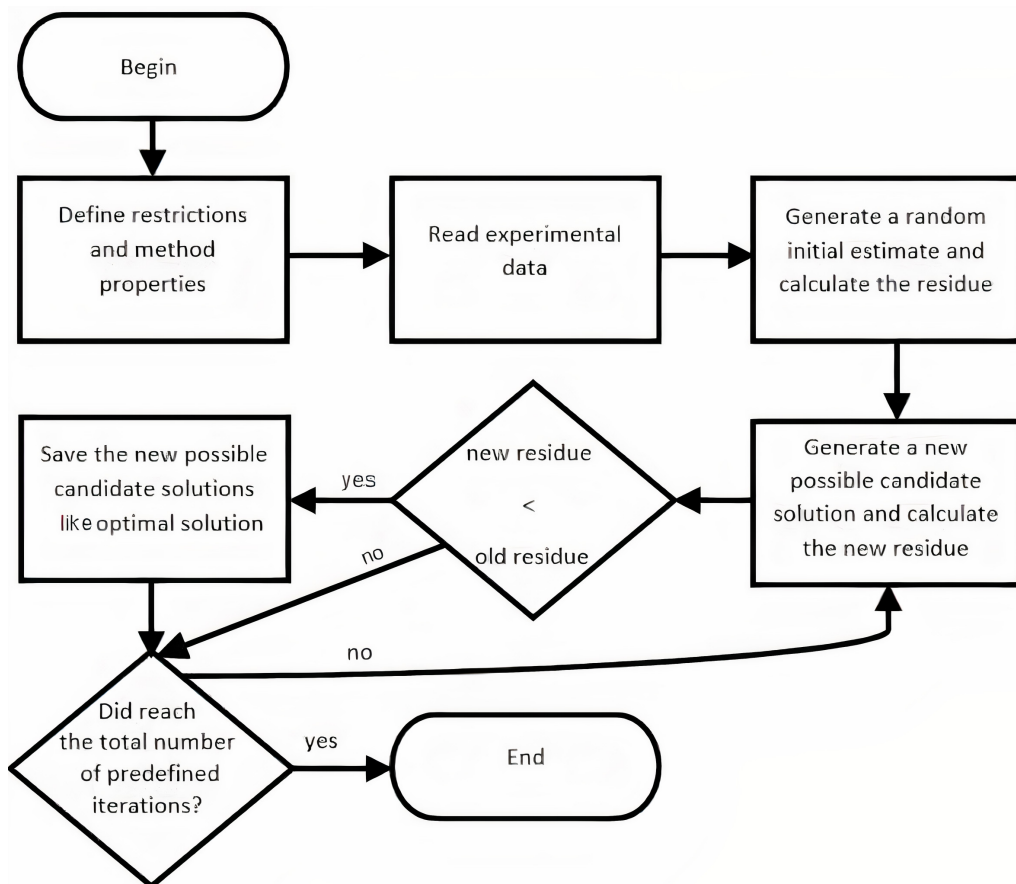 Begin
Define restrictions
and method
properties
Read experimental
data
Generate a random
initial estimate and
calculate the residue
Generate a new
possible candidate
solution and calculate
the new residue
new residue
<
old residue
yes
no
Save the new possible
candidate solutions
like optimal solution
Did reach
the total number
of predefined
iterations?
no
yes
End